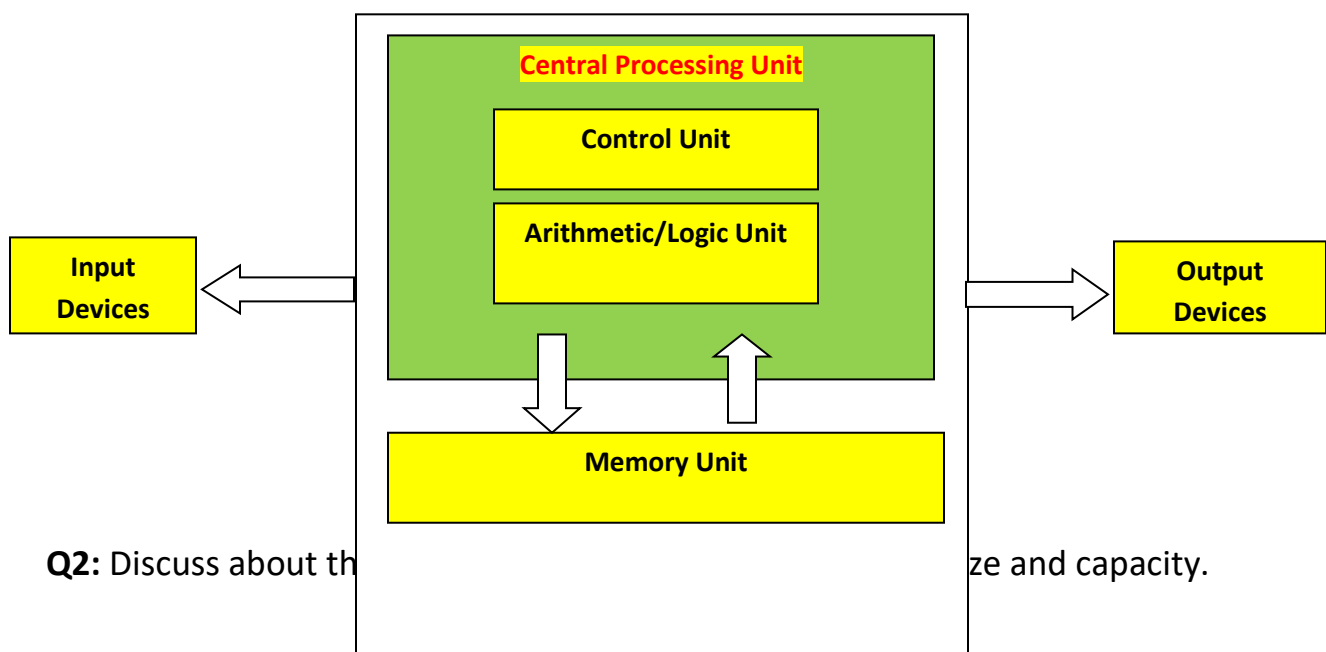 Central Processing Unit
Control Unit
Arithmetic/Logic Unit
Input
Devices
Output
Devices
Memory Unit
Q2: Discuss about th ze and capacity.